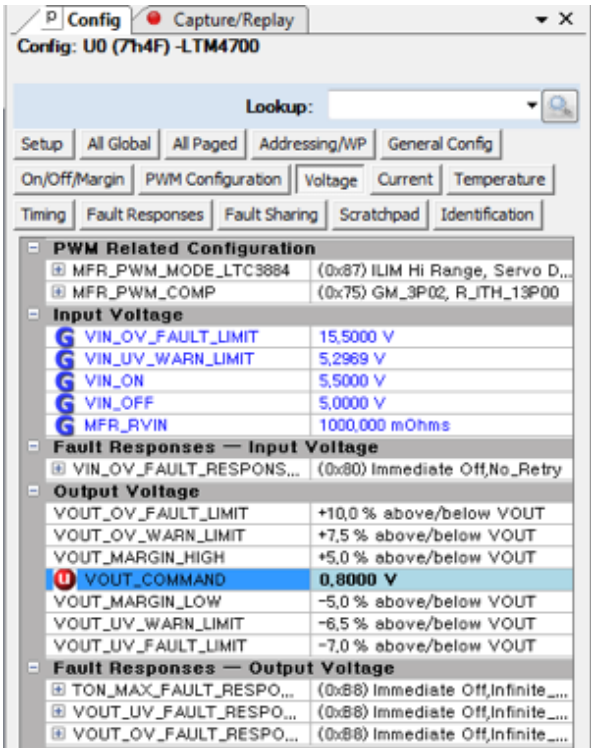 P Config Capture/Replay
Config: U0 (7'h4F) -LTM4700
Lookup:
Setup All Global All Paged Addressing/WP General Config
On/Off/Margin PWM Configuration Voltage Current Temperature
Timing Fault Responses Fault Sharing Scratchpad Identification
PWM Related Configuration
MFR_PWM_MODE_LTC3884 (0x87) ILIM Hi Range, Servo D...
MFR_PWM_COMP (0x75) GM_3P02, R_ITH_13P00
Input Voltage
G VIN_OV_FAULT_LIMIT 15,5000 V
G VIN_UV_WARN_LIMIT 5,2969 V
G VIN_ON 5,5000 V
G VIN_OFF 5,0000 V
G MFR_RVIN 1000,000 mOhms
Fault Responses — Input Voltage
VIN_OV_FAULT_RESPONS... (0x80) Immediate Off,No_Retry
Output Voltage
VOUT_OV_FAULT_LIMIT +10,0 % above/below VOUT
VOUT_OV_WARN_LIMIT +7,5 % above/below VOUT
VOUT_MARGIN_HIGH +5,0 % above/below VOUT
U VOUT_COMMAND 0,8000 V
VOUT_MARGIN_LOW -5,0 % above/below VOUT
VOUT_UV_WARN_LIMIT -6,5 % above/below VOUT
VOUT_UV_FAULT_LIMIT -7,0 % above/below VOUT
Fault Responses — Output Voltage
TON_MAX_FAULT_RESPO... (0xB8) Immediate Off,Infinite_...
VOUT_UV_FAULT_RESPO... (0xB8) Immediate Off,Infinite_...
VOUT_OV_FAULT_RESPO... (0xB8) Immediate Off,Infinite_...